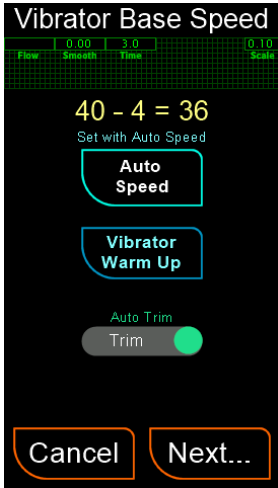 Vibrator Base Speed
0.00 3.0 0.10
Flow Smooth Time Scale
40 - 4 = 36
Set with Auto Speed
Auto
Speed
Vibrator
Warm Up
Auto Trim
Trim
Cancel Next...